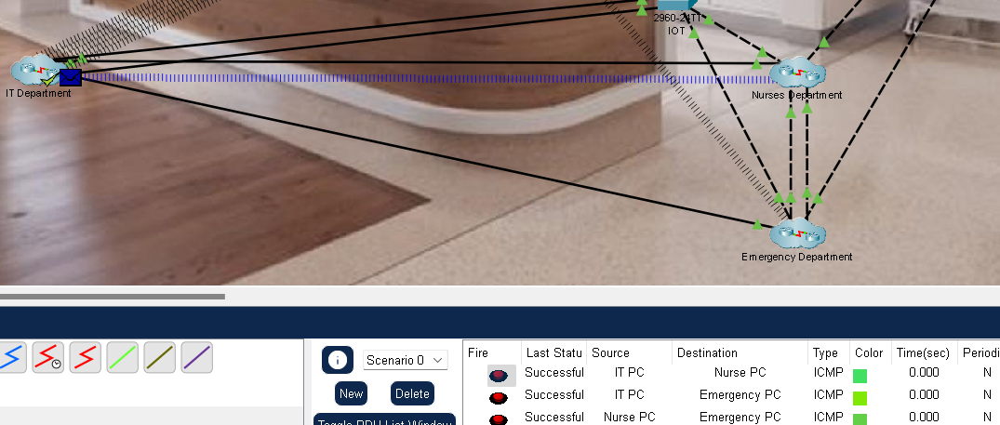 2960-24TT
IOT
IT Department
Nurses Department
Emergency Department
Scenario 0
New
Delete
Toggle PDU List Window
Fire Last Statu Source Destination Type Color Time(sec) Periodi
Successful IT PC Nurse PC ICMP 0.000 N
Successful IT PC Emergency PC ICMP 0.000 N
Successful Nurse PC Emergency PC ICMP 0.000 N